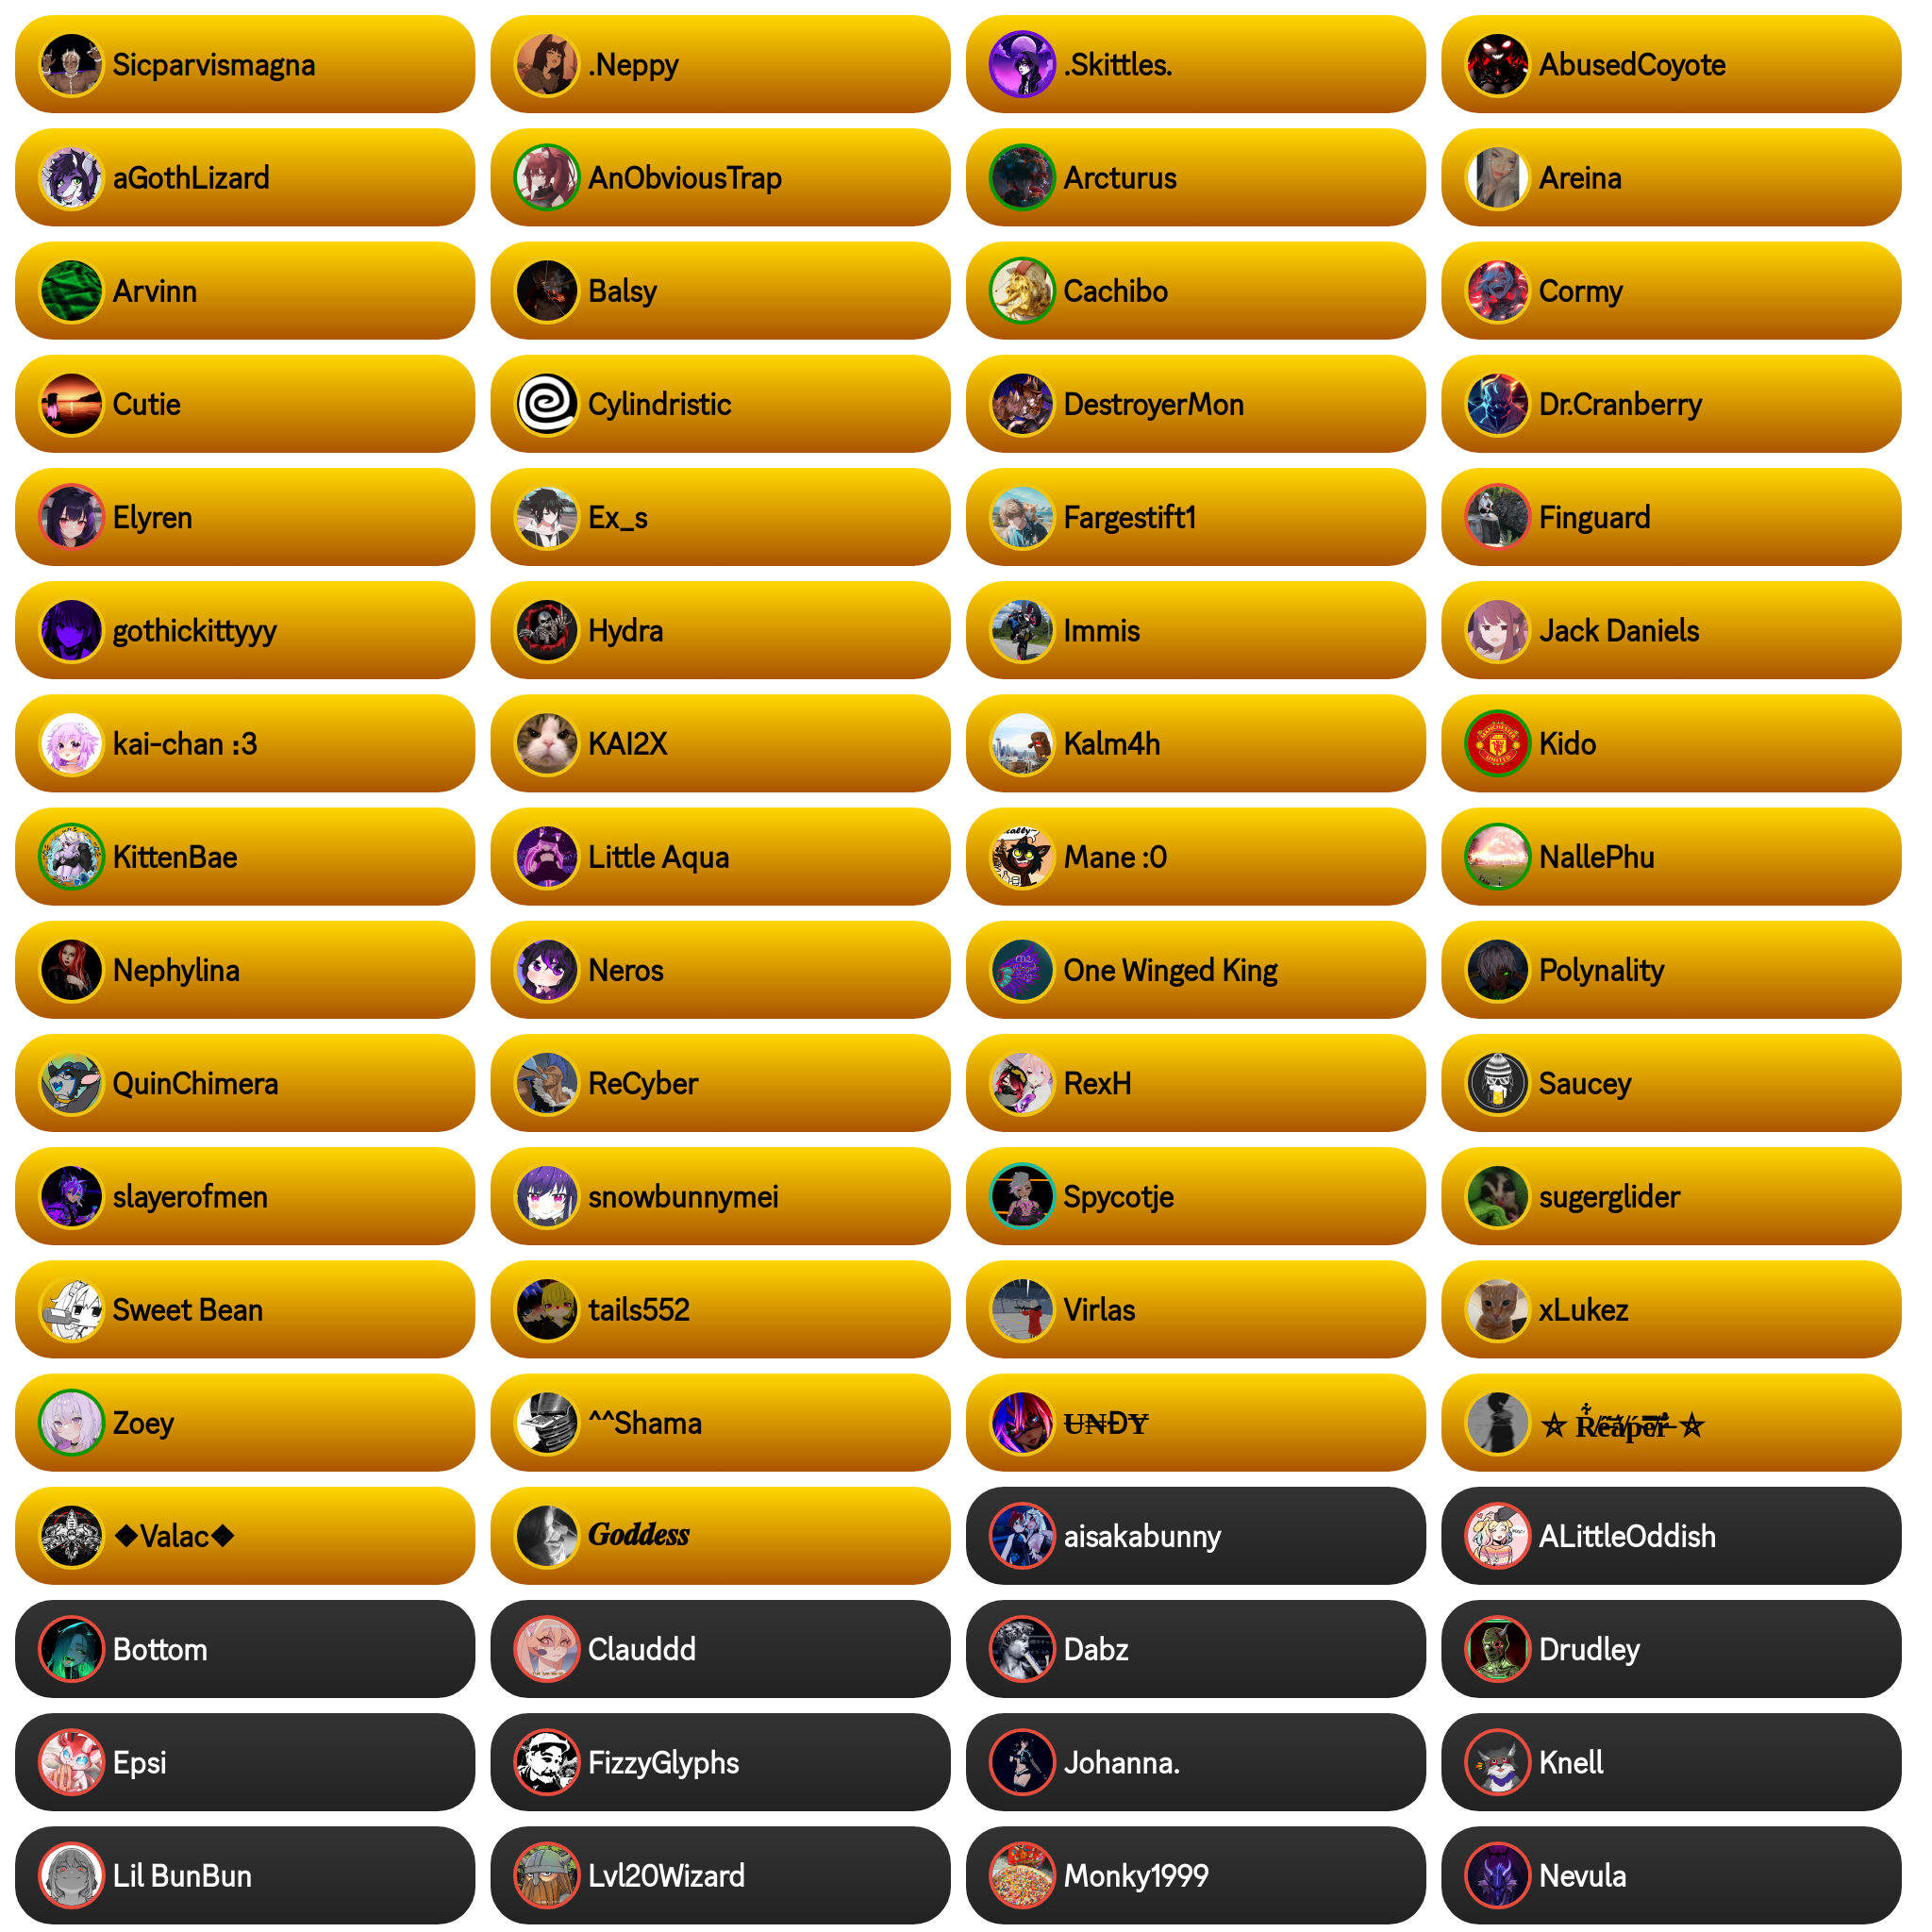 Sicparvismagna
.Neppy
.Skittles.
AbusedCoyote
aGothLizard
AnObviousTrap
Arcturus
Areina
Arvinn
Balsy
Cachibo
Cormy
Cutie
Cylindristic
DestroyerMon
Dr.Cranberry
Elyren
Ex_s
Fargestift1
Finguard
gothickittyyy
Hydra
Immis
Jack Daniels
kai-chan :3
KAI2X
Kalm4h
Kido
MANCHESTER
UNITED
KittenBae
Little Aqua
Mane :0
NallePhu
Nephylina
Neros
One Winged King
Polynality
QuinChimera
ReCyber
RexH
Saucey
slayerofmen
snowbunnymei
Spycotje
sugerglider
Sweet Bean
tails552
Virlas
xLukez
Zoey
^^Shama
U̶N̶ĐY̶
⛤ Reaper ⛤
◆Valac◆
𝑮𝒐𝒅𝒅𝒆𝒔𝒔
aisakabunny
ALittleOddish
Bottom
Clauddd
Dabz
Drudley
Epsi
FizzyGlyphs
Johanna.
Knell
Lil BunBun
Lvl20Wizard
Monky1999
Nevula